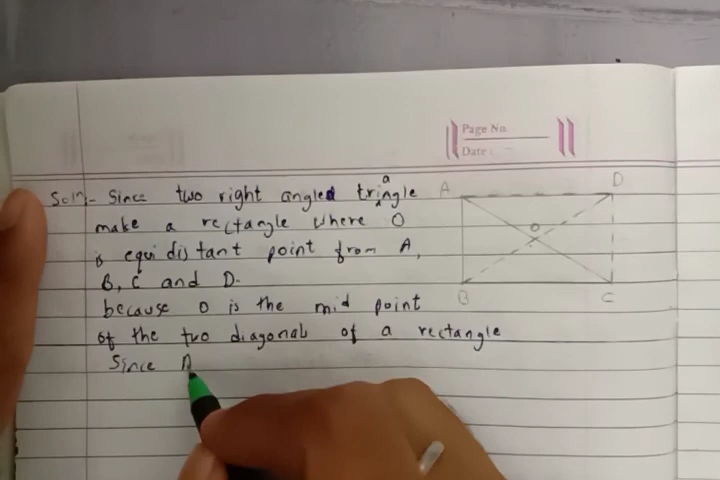 Page No.
Date :
Soln:- Since two right angled triangle
make a rectangle where O
is equidistant point from A,
B, C and D.
because O is the mid point
of the two diagonals of a rectangle
Since A
A
D
O
B
C